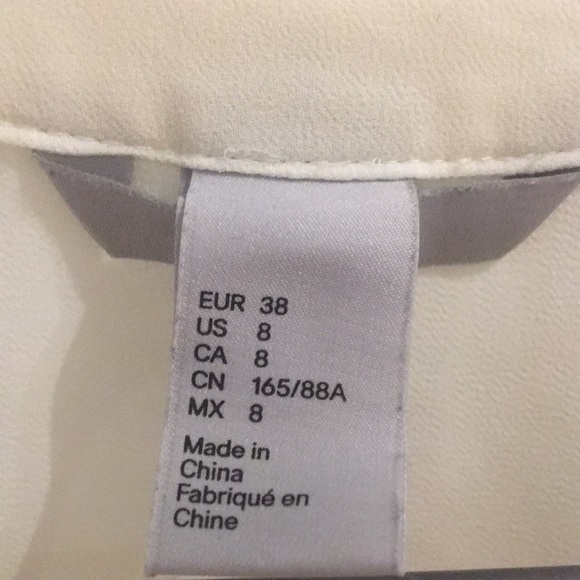 EUR 38
US 8
CA 8
CN 165/88A
MX 8
Made in
China
Fabriqué en
Chine